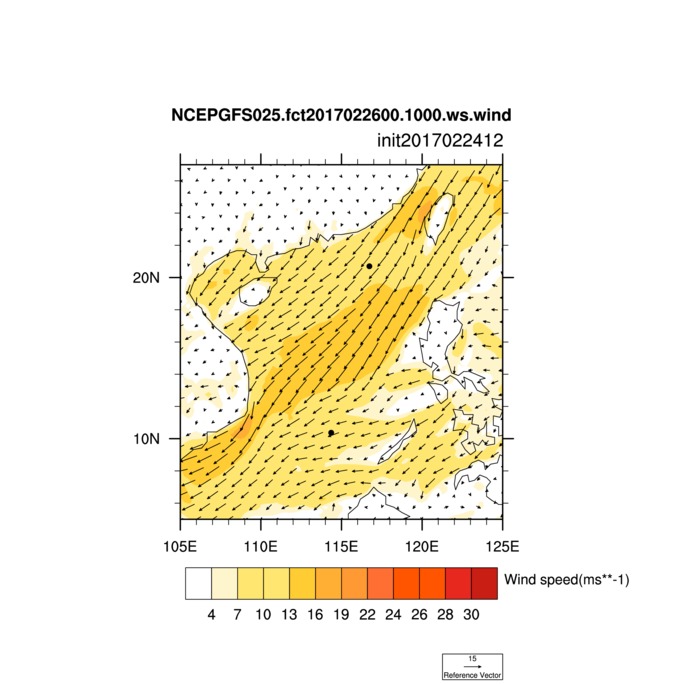 NCEPGFS025.fct2017022600.1000.ws.wind
init2017022412
20N
10N
105E 110E 115E 120E 125E
Wind speed(ms**-1)
4 7 10 13 16 19 22 24 26 28 30
15
Reference Vector